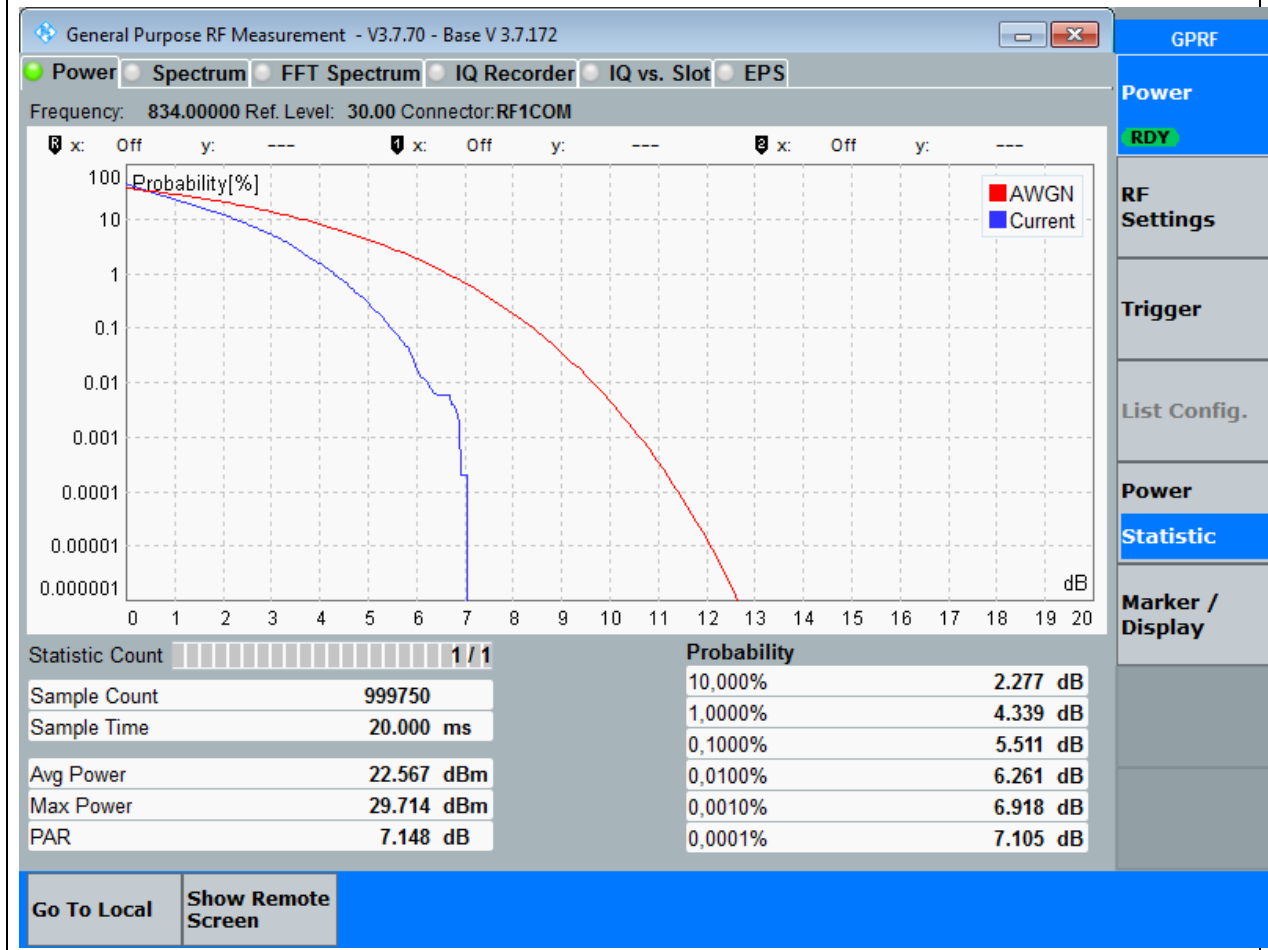 General Purpose RF Measurement - V3.7.70 - Base V 3.7.172
GPRF
Power Spectrum FFT Spectrum IQ Recorder IQ vs. Slot EPS
Power
RDY
Frequency: 834.00000 Ref. Level: 30.00 Connector:RF1COM
R x: Off y: --- 1 x: Off y: --- 2 x: Off y: ---
Probability[%]
AWGN
Current
100
10
1
0.1
0.01
0.001
0.0001
0.00001
0.000001
dB
0 1 2 3 4 5 6 7 8 9 10 11 12 13 14 15 16 17 18 19 20
RF
Settings
Trigger
List Config.
Power
Statistic
Marker /
Display
Statistic Count 1 / 1
Sample Count 999750
Sample Time 20.000 ms
Avg Power 22.567 dBm
Max Power 29.714 dBm
PAR 7.148 dB
Probability
10,000% 2.277 dB
1,0000% 4.339 dB
0,1000% 5.511 dB
0,0100% 6.261 dB
0,0010% 6.918 dB
0,0001% 7.105 dB
Go To Local
Show Remote
Screen